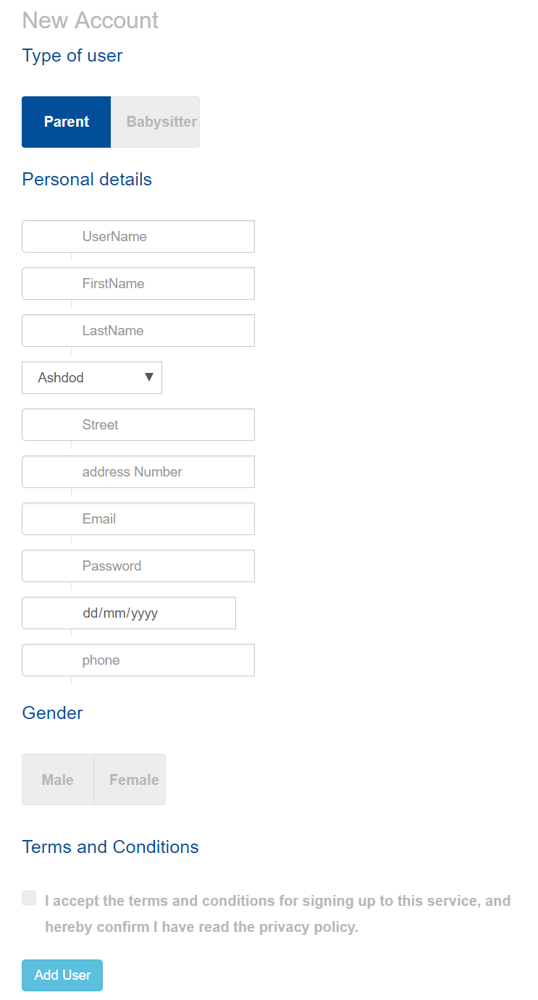 New Account
Type of user
Parent Babysitter
Personal details
UserName
FirstName
LastName
Ashdod
Street
address Number
Email
Password
dd/mm/yyyy
phone
Gender
Male Female
Terms and Conditions
I accept the terms and conditions for signing up to this service, and
hereby confirm I have read the privacy policy.
Add User